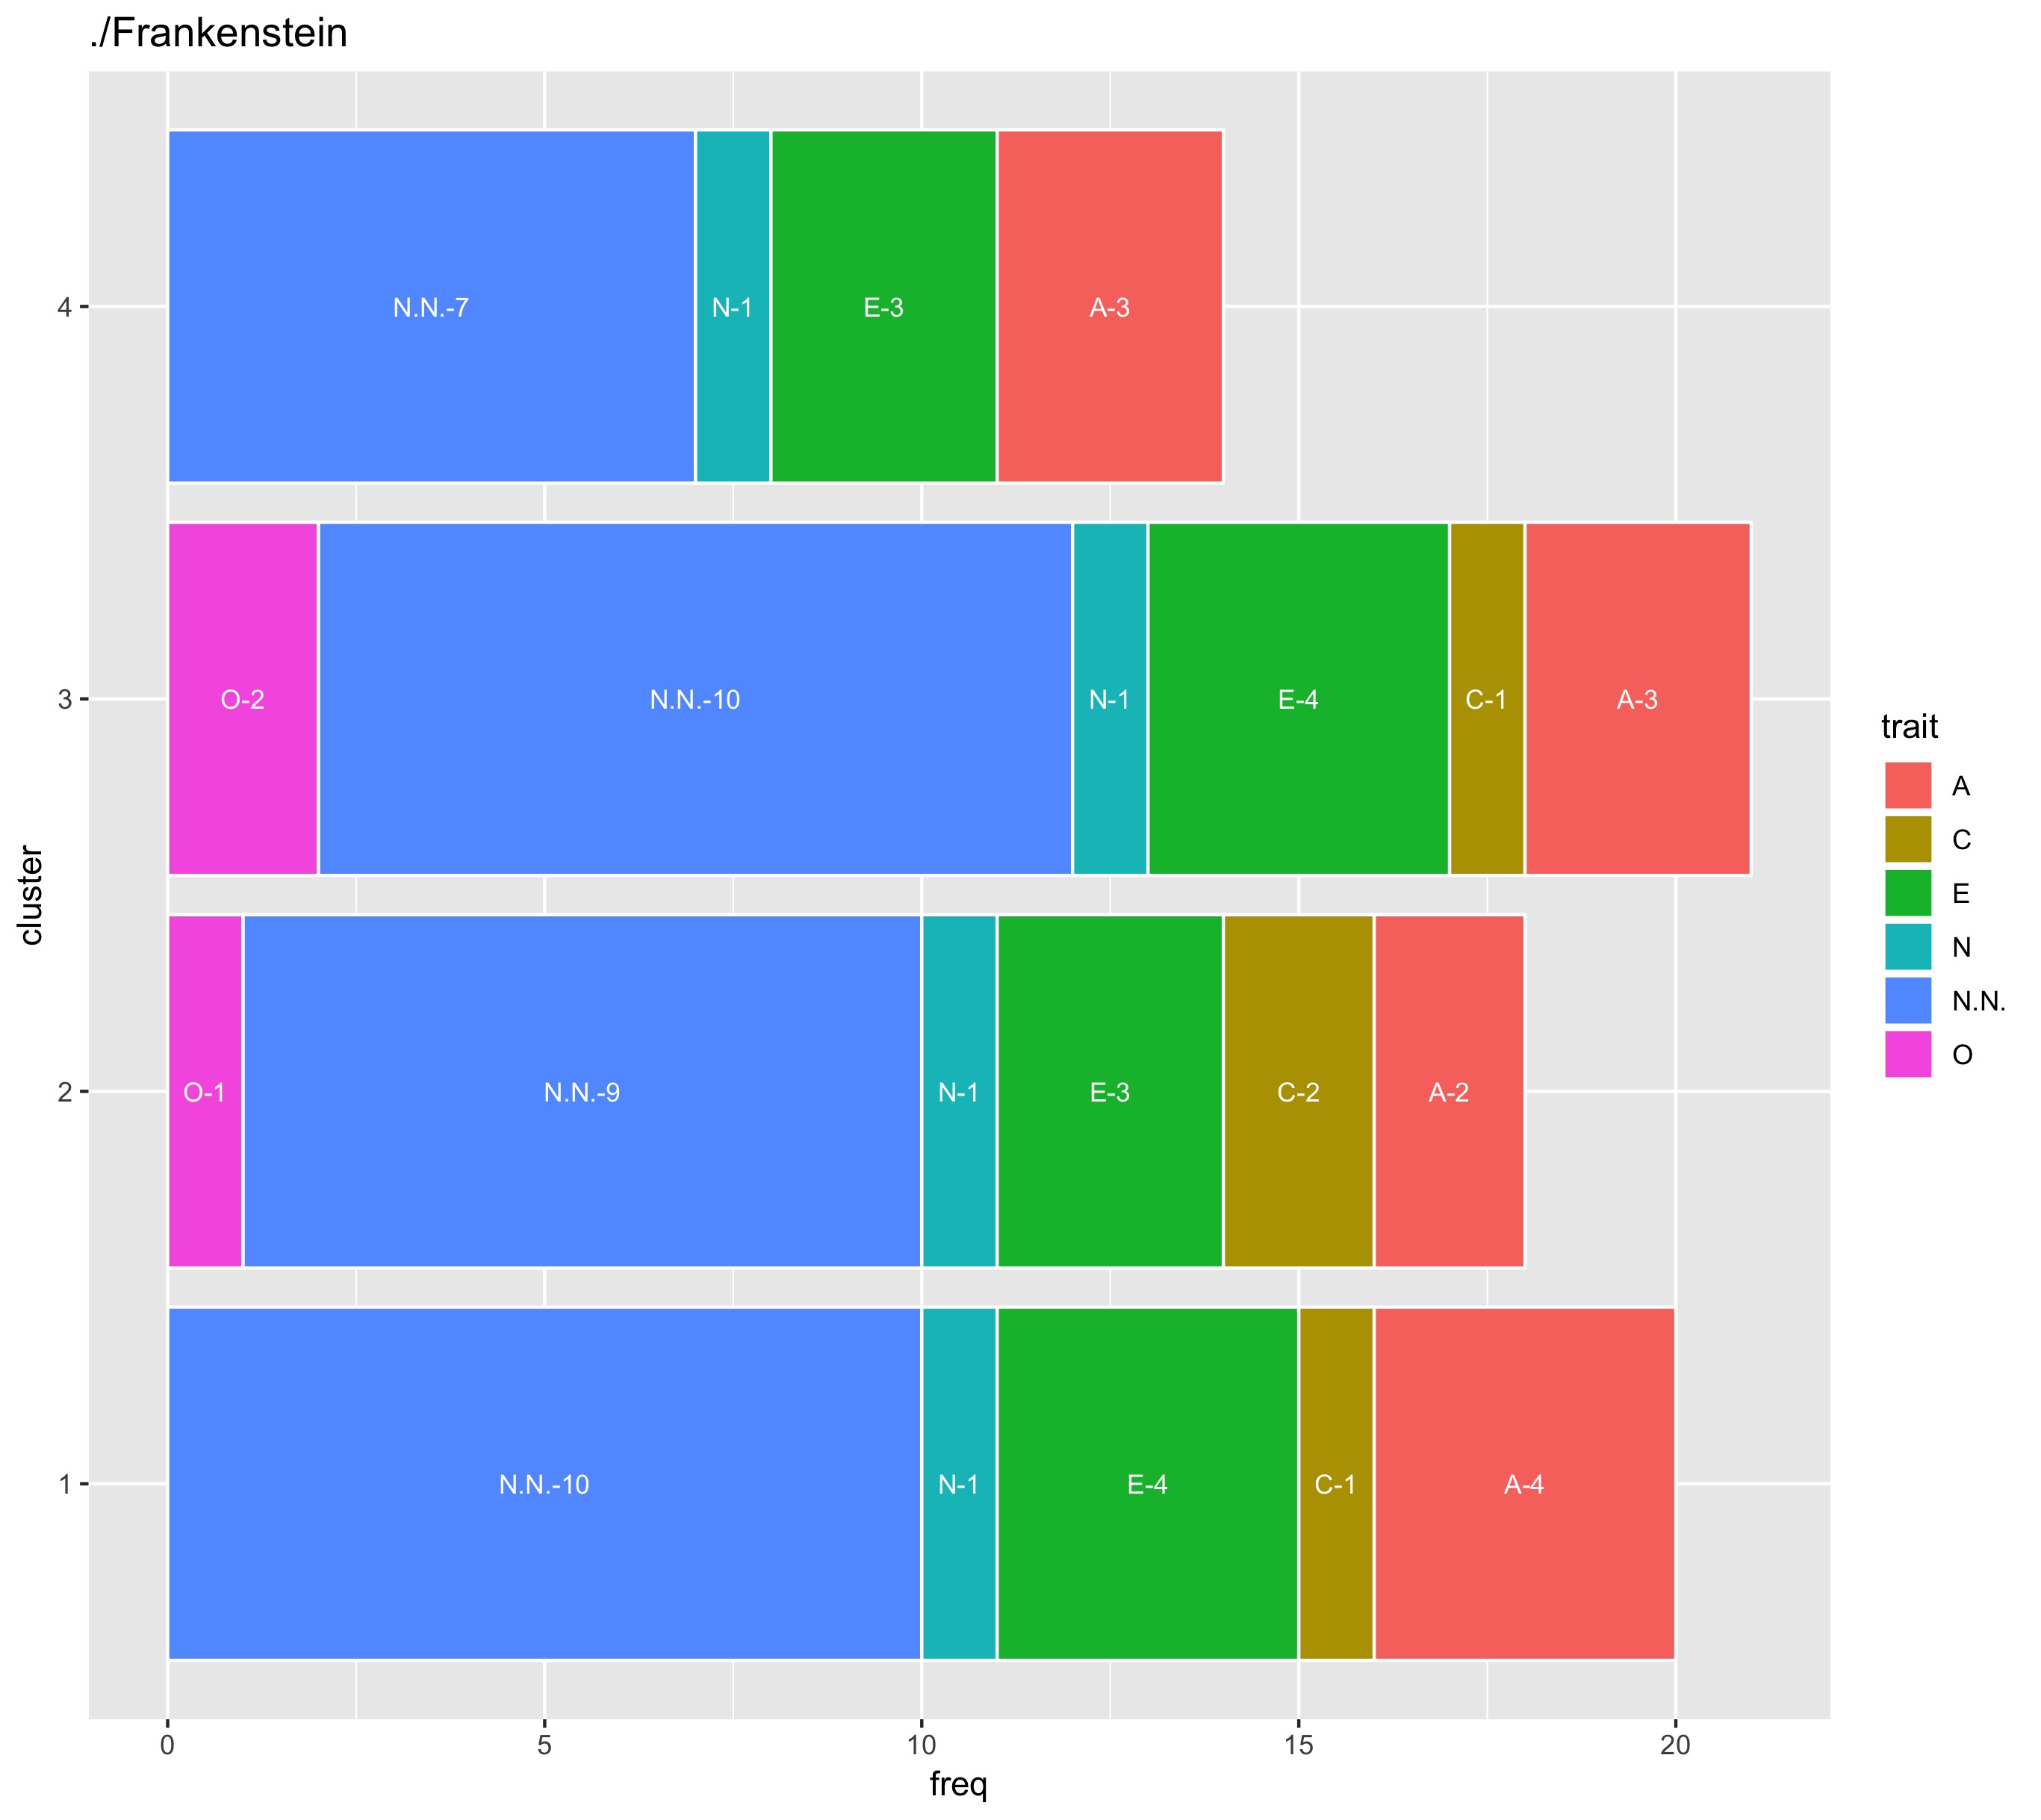 ./Frankenstein
4
N.N.-7 N-1 E-3 A-3
3
O-2 N.N.-10 N-1 E-4 C-1 A-3
2
O-1 N.N.-9 N-1 E-3 C-2 A-2
1
N.N.-10 N-1 E-4 C-1 A-4
cluster
0 5 10 15 20
freq
trait
A
C
E
N
N.N.
O